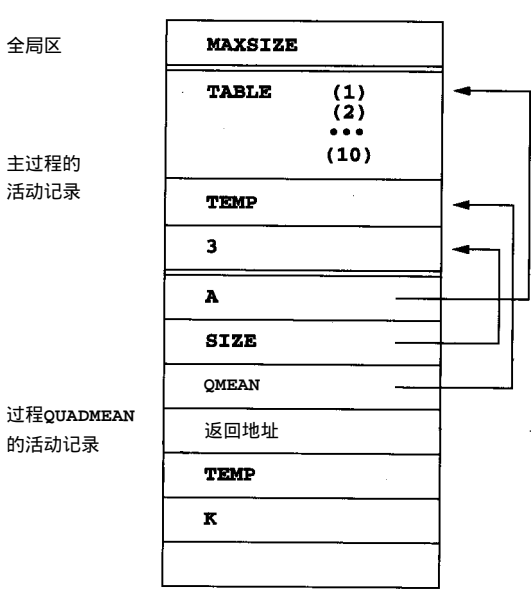 全局区
MAXSIZE
TABLE
(1)
(2)
•••
(10)
主过程的
活动记录
TEMP
3
A
SIZE
QMEAN
过程QUADMEAN
的活动记录
返回地址
TEMP
K